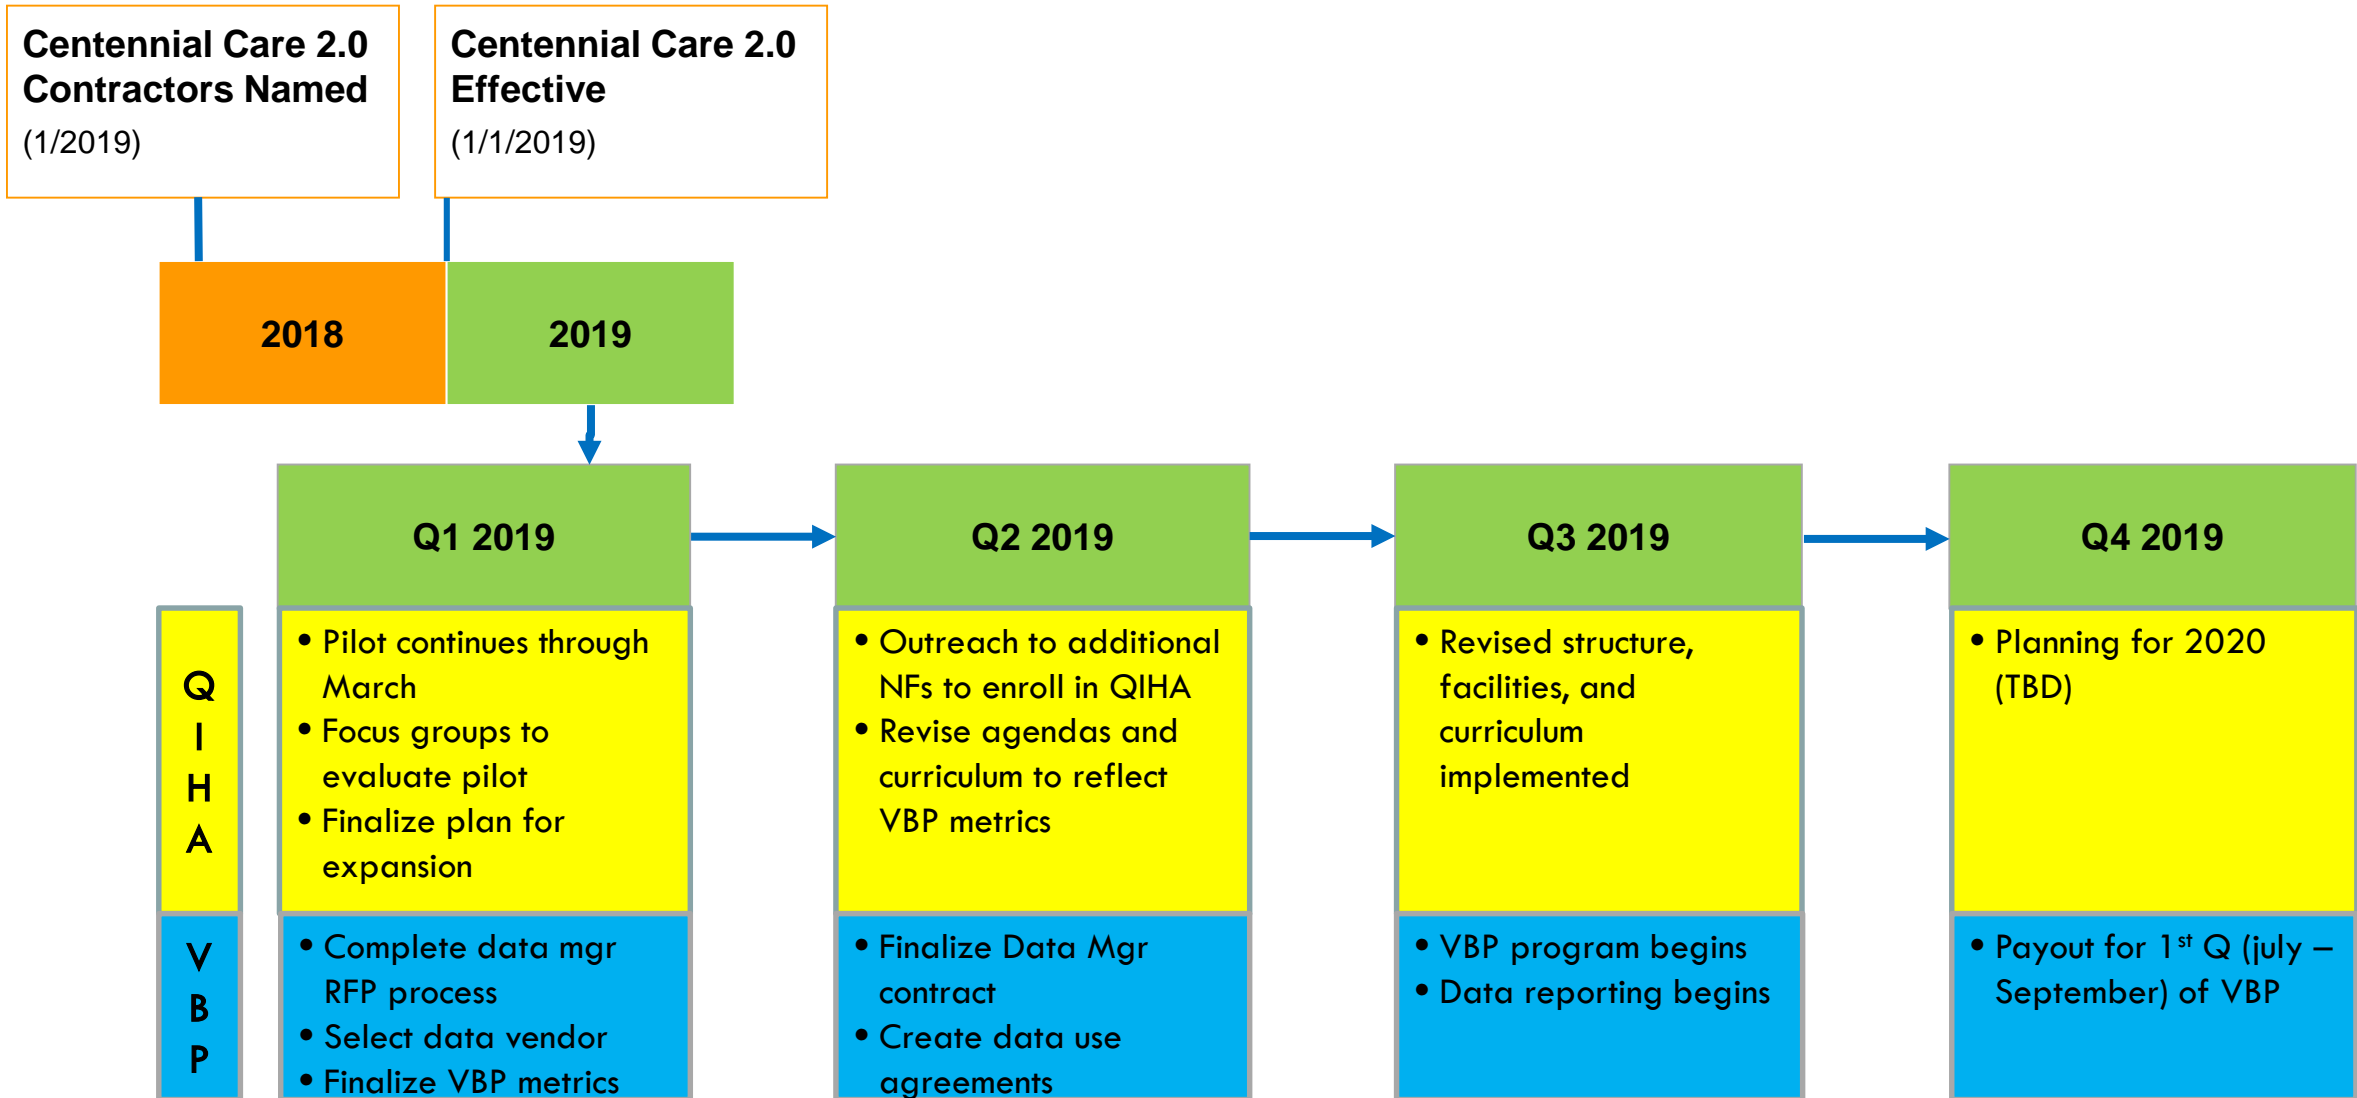 Centennial Care 2.0
Contractors Named
(1/2019)
Centennial Care 2.0
Effective
(1/1/2019)
2018
2019
Q1 2019
Q2 2019
Q3 2019
Q4 2019
Q
I
H
A
• Pilot continues through
March
• Focus groups to
evaluate pilot
• Finalize plan for
expansion
• Outreach to additional
NFs to enroll in QIHA
• Revise agendas and
curriculum to reflect
VBP metrics
• Revised structure,
facilities, and
curriculum
implemented
• Planning for 2020
(TBD)
V
B
P
• Complete data mgr
RFP process
• Select data vendor
• Finalize VBP metrics
• Finalize Data Mgr
contract
• Create data use
agreements
• VBP program begins
• Data reporting begins
• Payout for 1st Q (july –
September) of VBP